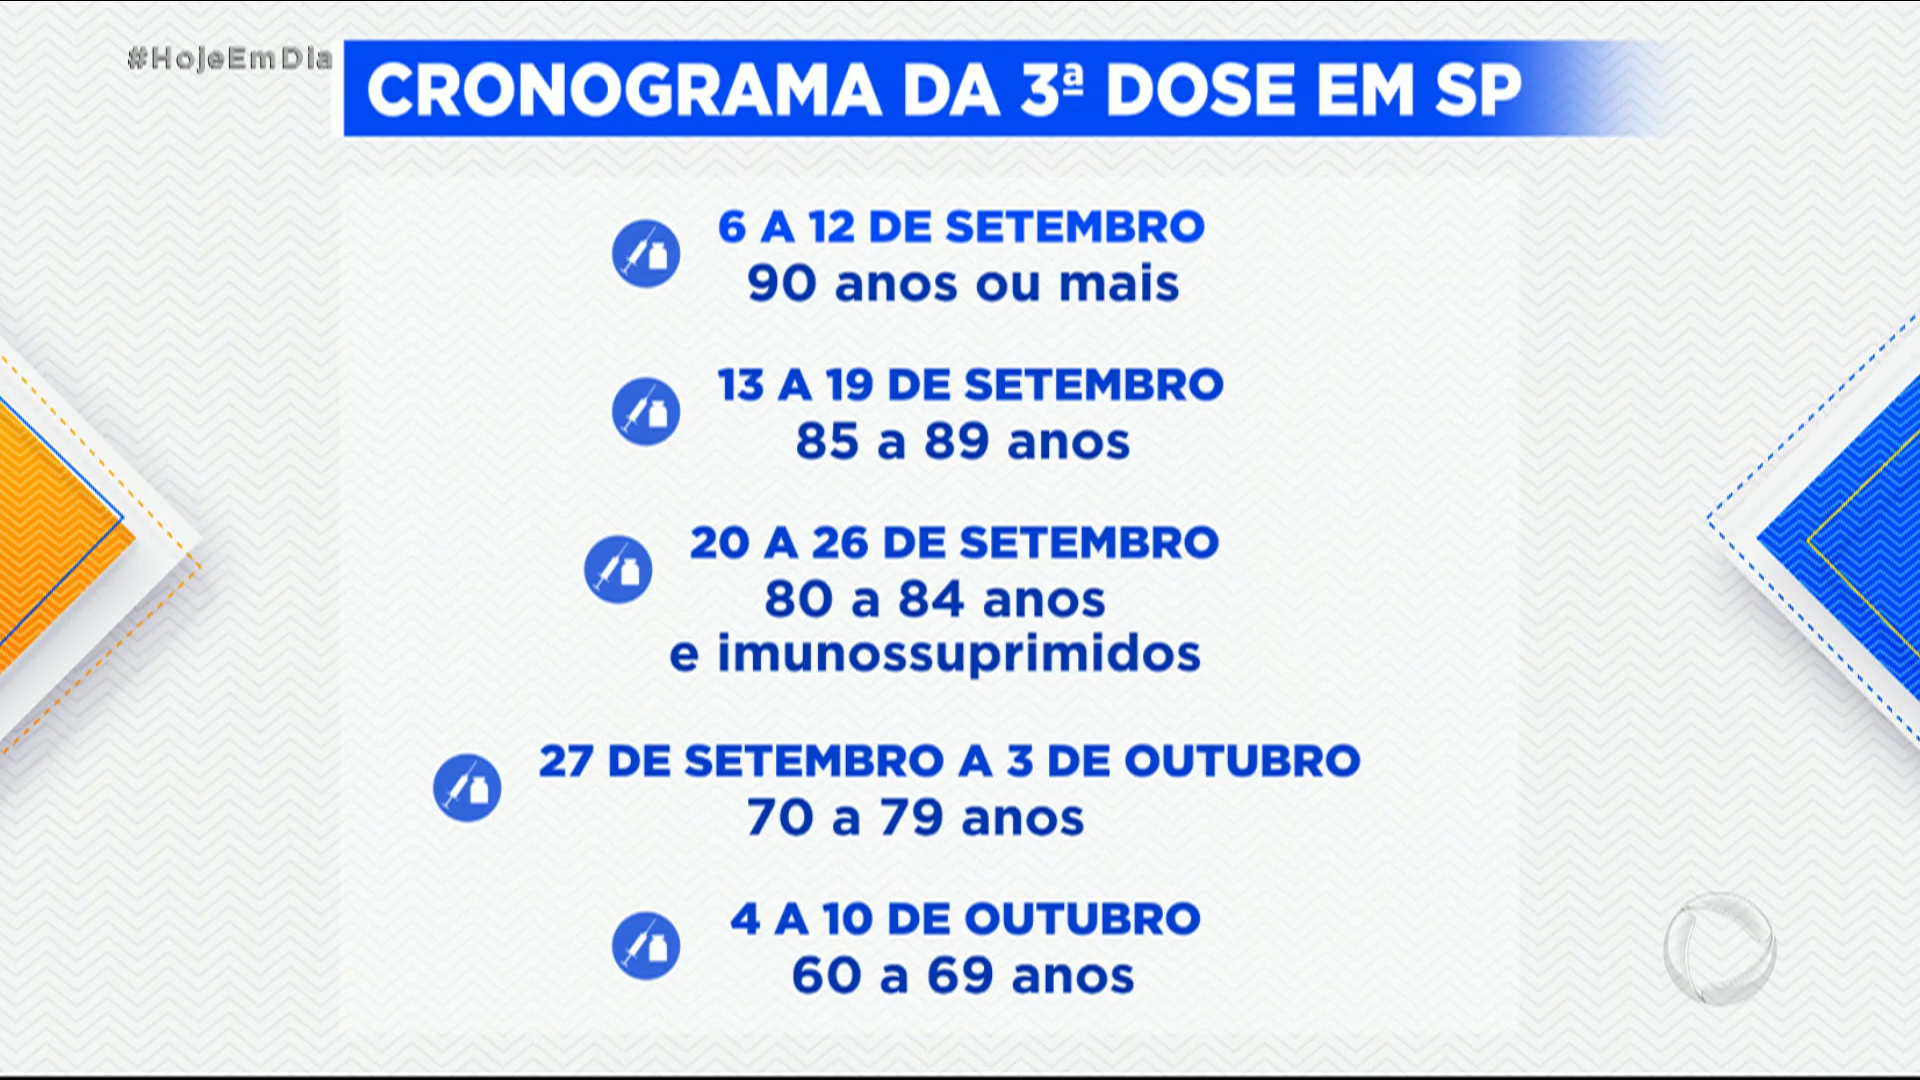 #HojeEmDia
CRONOGRAMA DA 3ª DOSE EM SP
6 A 12 DE SETEMBRO
90 anos ou mais
13 A 19 DE SETEMBRO
85 a 89 anos
20 A 26 DE SETEMBRO
80 a 84 anos
e imunossuprimidos
27 DE SETEMBRO A 3 DE OUTUBRO
70 a 79 anos
4 A 10 DE OUTUBRO
60 a 69 anos